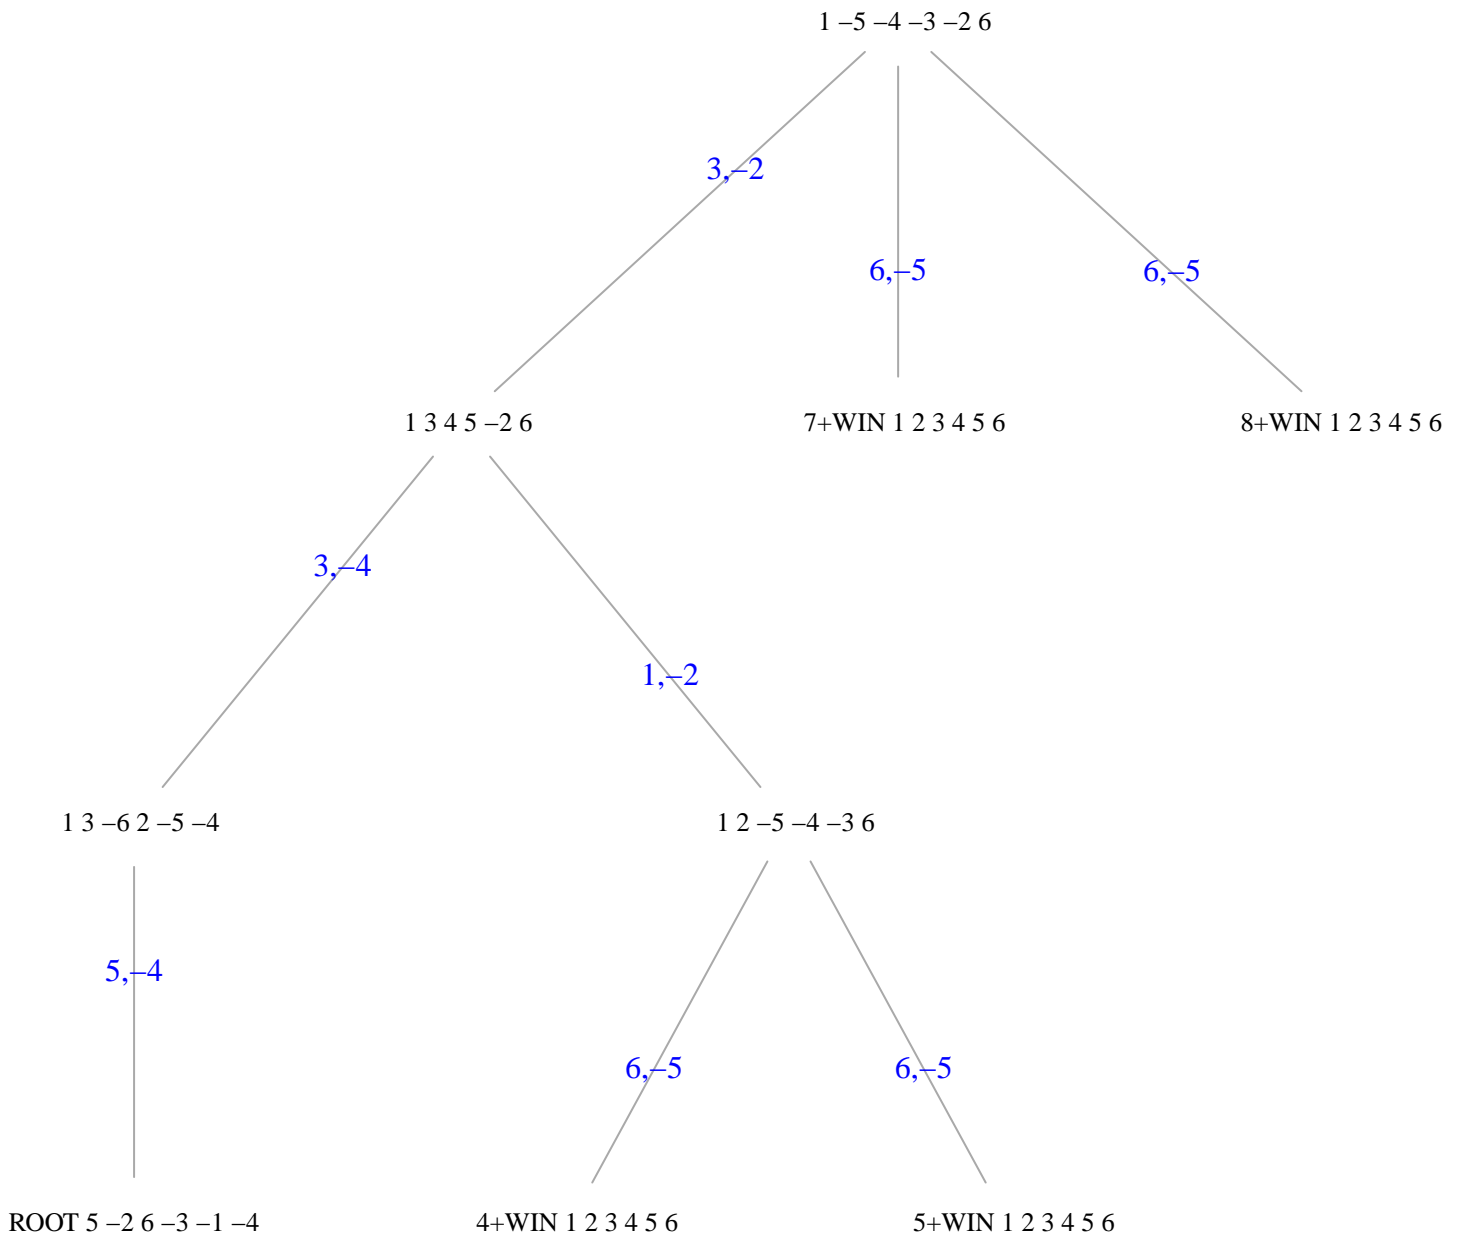 1 –5 –4 –3 –2 6
3,–2
6,–5
6,–5
1 3 4 5 –2 6
7+WIN 1 2 3 4 5 6
8+WIN 1 2 3 4 5 6
3,–4
1,–2
1 3 –6 2 –5 –4
1 2 –5 –4 –3 6
5,–4
6,–5
6,–5
ROOT 5 –2 6 –3 –1 –4
4+WIN 1 2 3 4 5 6
5+WIN 1 2 3 4 5 6